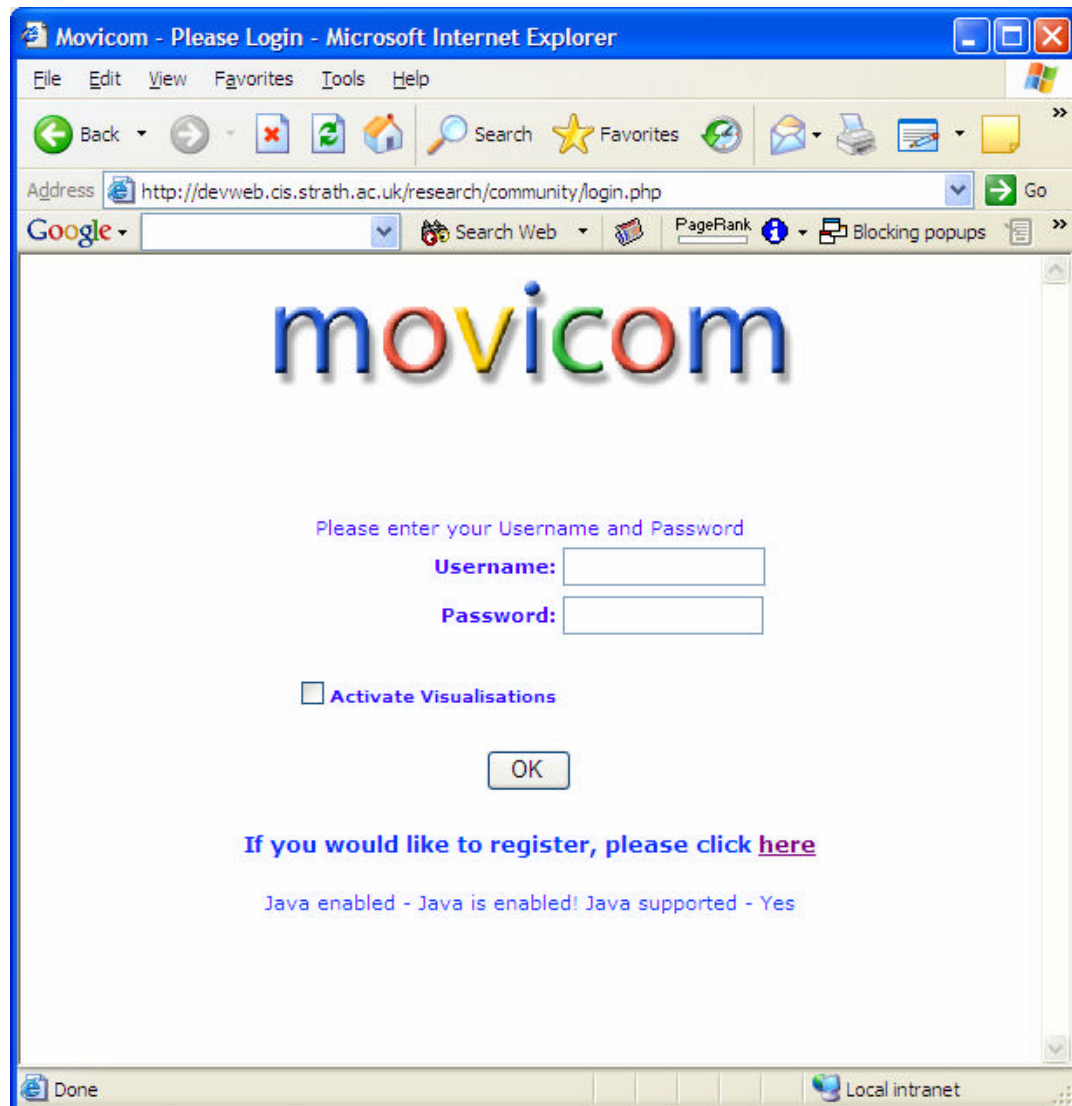 Movicom - Please Login - Microsoft Internet Explorer
File Edit View Favorites Tools Help
Back Search Favorites »
Address http://devweb.cis.strath.ac.uk/research/community/login.php Go
Google Search Web PageRank Blocking popups »
movicom
Please enter your Username and Password
Username:
Password:
Activate Visualisations
OK
If you would like to register, please click here
Java enabled - Java is enabled! Java supported - Yes
Done Local intranet